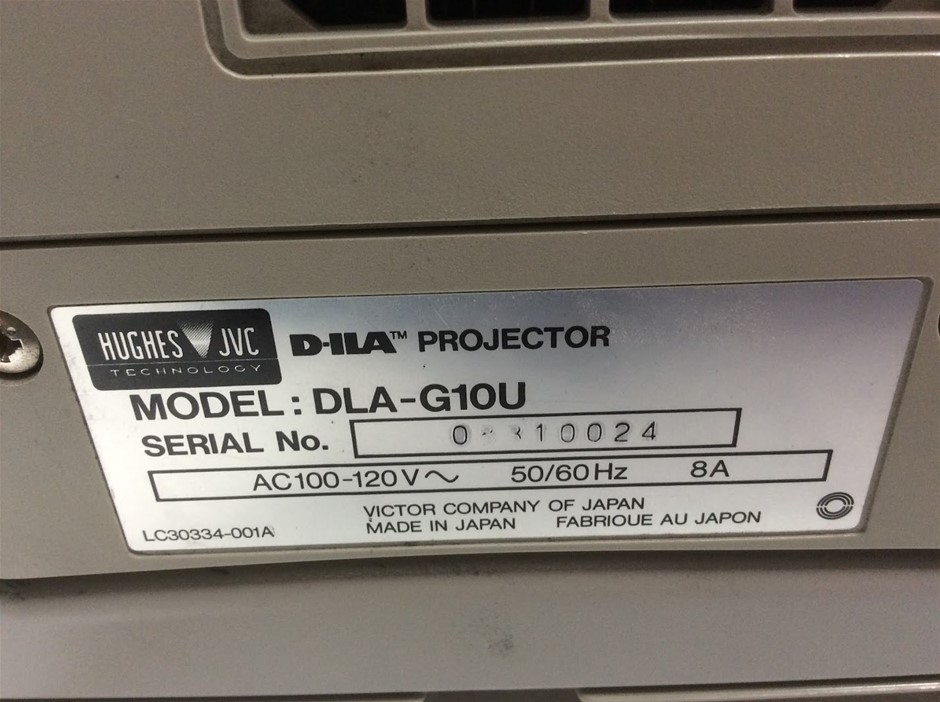 HUGHES JVC
TECHNOLOGY
D-ILA™ PROJECTOR
MODEL: DLA-G10U
SERIAL No.
AC100-120V～ 50/60Hz 8A
VICTOR COMPANY OF JAPAN
LC30334-001A MADE IN JAPAN FABRIQUE AU JAPON